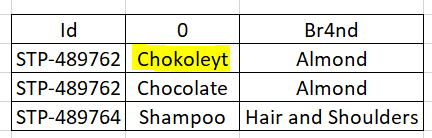 Id 0 Br4nd
STP-489762 Chokoleyt Almond
STP-489762 Chocolate Almond
STP-489764 Shampoo Hair and Shoulders